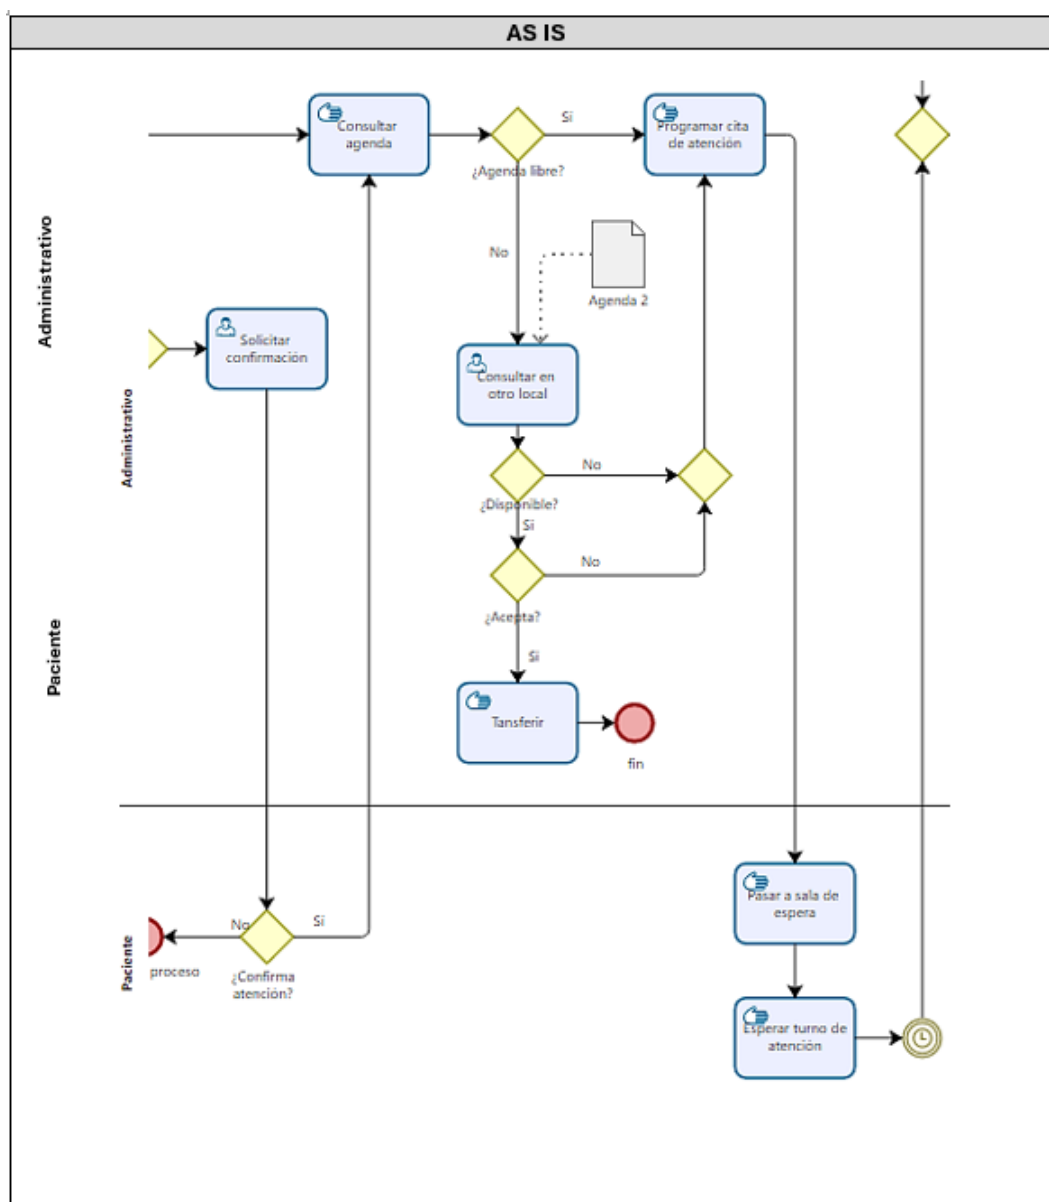 AS IS
Administrativo
Administrativo
Paciente
Paciente
Consultar
agenda
¿Agenda libre?
Si
No
Programar cita
de atención
Agenda 2
Solicitar
confirmación
Consultar en
otro local
¿Disponible?
No
Si
¿Acepta?
No
Si
Tansferir
fin
No
Si
proceso
¿Confirma
atención?
Pasar a sala de
espera
Esperar turno de
atención